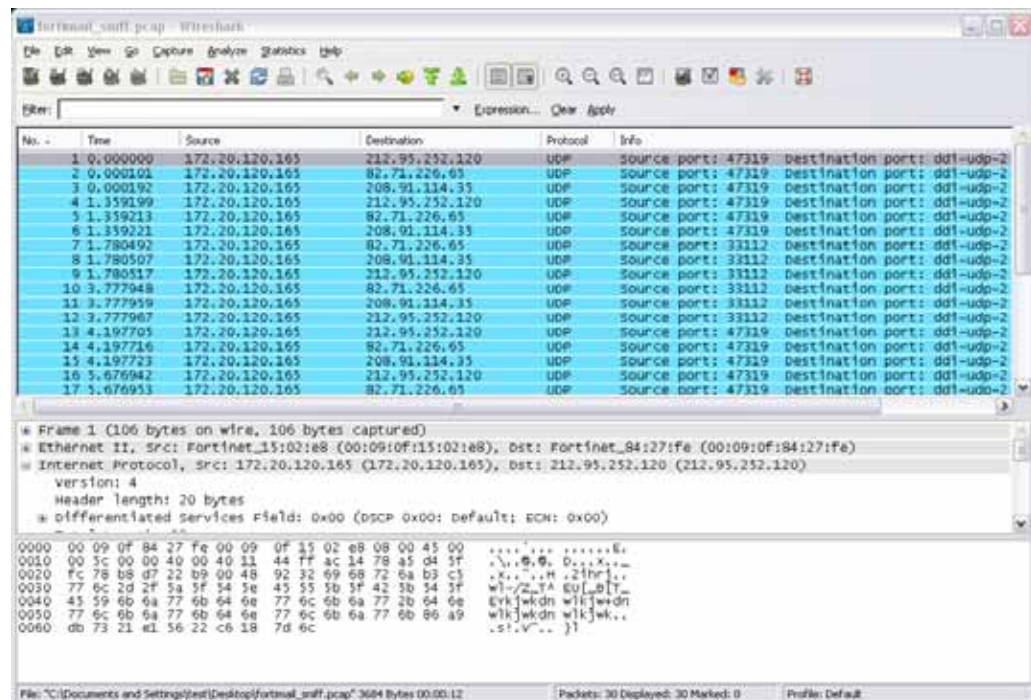 fortimail_sniff.pcap - Wireshark
File Edit View Go Capture Analyze Statistics Help
Filter: Expression... Clear Apply
No. - Time Source Destination Protocol Info
1 0.000000 172.20.120.165 212.95.252.120 UDP Source port: 47319 Destination port: ddi-udp-2
2 0.000101 172.20.120.165 82.71.226.65 UDP Source port: 47319 Destination port: ddi-udp-2
3 0.000192 172.20.120.165 208.91.114.35 UDP Source port: 47319 Destination port: ddi-udp-2
4 1.359199 172.20.120.165 212.95.252.120 UDP Source port: 47319 Destination port: ddi-udp-2
5 1.359213 172.20.120.165 82.71.226.65 UDP Source port: 47319 Destination port: ddi-udp-2
6 1.359221 172.20.120.165 208.91.114.35 UDP Source port: 47319 Destination port: ddi-udp-2
7 1.780492 172.20.120.165 82.71.226.65 UDP Source port: 33112 Destination port: ddi-udp-2
8 1.780507 172.20.120.165 208.91.114.35 UDP Source port: 33112 Destination port: ddi-udp-2
9 1.780517 172.20.120.165 212.95.252.120 UDP Source port: 33112 Destination port: ddi-udp-2
10 3.777948 172.20.120.165 82.71.226.65 UDP Source port: 33112 Destination port: ddi-udp-2
11 3.777959 172.20.120.165 208.91.114.35 UDP Source port: 33112 Destination port: ddi-udp-2
12 3.777967 172.20.120.165 212.95.252.120 UDP Source port: 33112 Destination port: ddi-udp-2
13 4.197705 172.20.120.165 212.95.252.120 UDP Source port: 47319 Destination port: ddi-udp-2
14 4.197716 172.20.120.165 82.71.226.65 UDP Source port: 47319 Destination port: ddi-udp-2
15 4.197723 172.20.120.165 208.91.114.35 UDP Source port: 47319 Destination port: ddi-udp-2
16 5.676942 172.20.120.165 212.95.252.120 UDP Source port: 47319 Destination port: ddi-udp-2
17 5.676953 172.20.120.165 82.71.226.65 UDP Source port: 47319 Destination port: ddi-udp-2
Frame 1 (106 bytes on wire, 106 bytes captured)
Ethernet II, Src: Fortinet_15:02:e8 (00:09:0f:15:02:e8), Dst: Fortinet_84:27:fe (00:09:0f:84:27:fe)
Internet Protocol, Src: 172.20.120.165 (172.20.120.165), Dst: 212.95.252.120 (212.95.252.120)
Version: 4
Header length: 20 bytes
Differentiated Services Field: 0x00 (DSCP 0x00: Default; ECN: 0x00)
0000 00 09 0f 84 27 fe 00 09 0f 15 02 e8 08 00 45 00
0010 00 5c 00 00 40 00 40 11 44 ff ac 14 78 a5 d4 5f
0020 fc 78 b8 d7 22 b9 00 48 92 32 69 68 72 6a b3 c5
0030 77 6c 2d 2f 5a 5f 54 5e 45 55 5b 5f 42 5b 54 5f
0040 45 59 6b 6a 77 6b 64 6e 77 6c 6b 6a 77 2b 64 6e
0050 77 6c 6b 6a 77 6b 64 6e 77 6c 6b 6a 77 6b 86 a9
0060 db 73 21 e1 56 22 c6 18 7d 6c
File: "C:\Documents and Settings\test\Desktop\fortimail_sniff.pcap" 3684 Bytes 00:00:12 Packets: 30 Displayed: 30 Marked: 0 Profile: Default